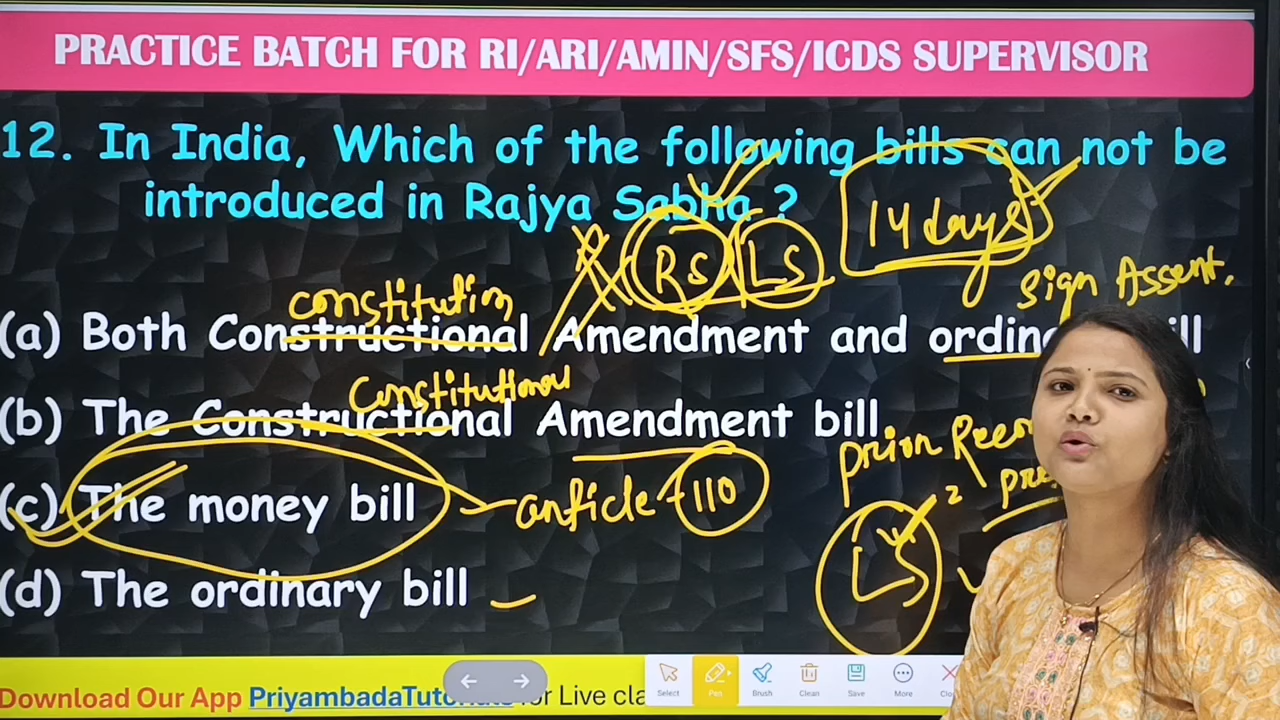 PRACTICE BATCH FOR RI/ARI/AMIN/SFS/ICDS SUPERVISOR
12. In India, Which of the following bills can not be
introduced in Rajya Sabha ?
14 days
RS LS
sign Assent.
constitution
(a) Both Constructional Amendment and
Constitutional
(b) The Constructional Amendment bill
prior
(c) The money bill
article - 110
LS
(d) The ordinary bill
Download Our App for Live
Select Pen Brush Clean Save More